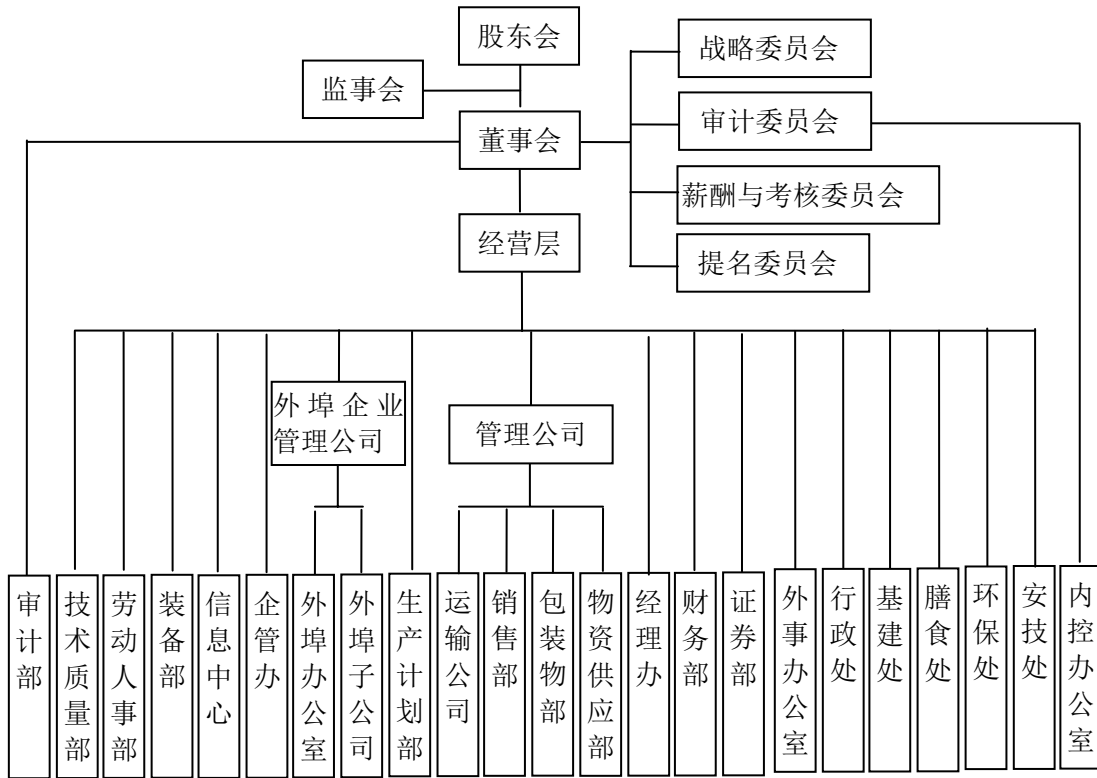 股东会
战略委员会
监事会
审计委员会
董事会
薪酬与考核委员会
经营层
提名委员会
外埠企业
管理公司
管理公司
审计部
技术质量部
劳动人事部
装备部
信息中心
企管办
外埠办公室
外埠子公司
生产计划部
运输公司
销售部
包装物部
物资供应部
经理办
财务部
证券部
外事办公室
行政处
基建处
膳食处
环保处
安技处
内控办公室